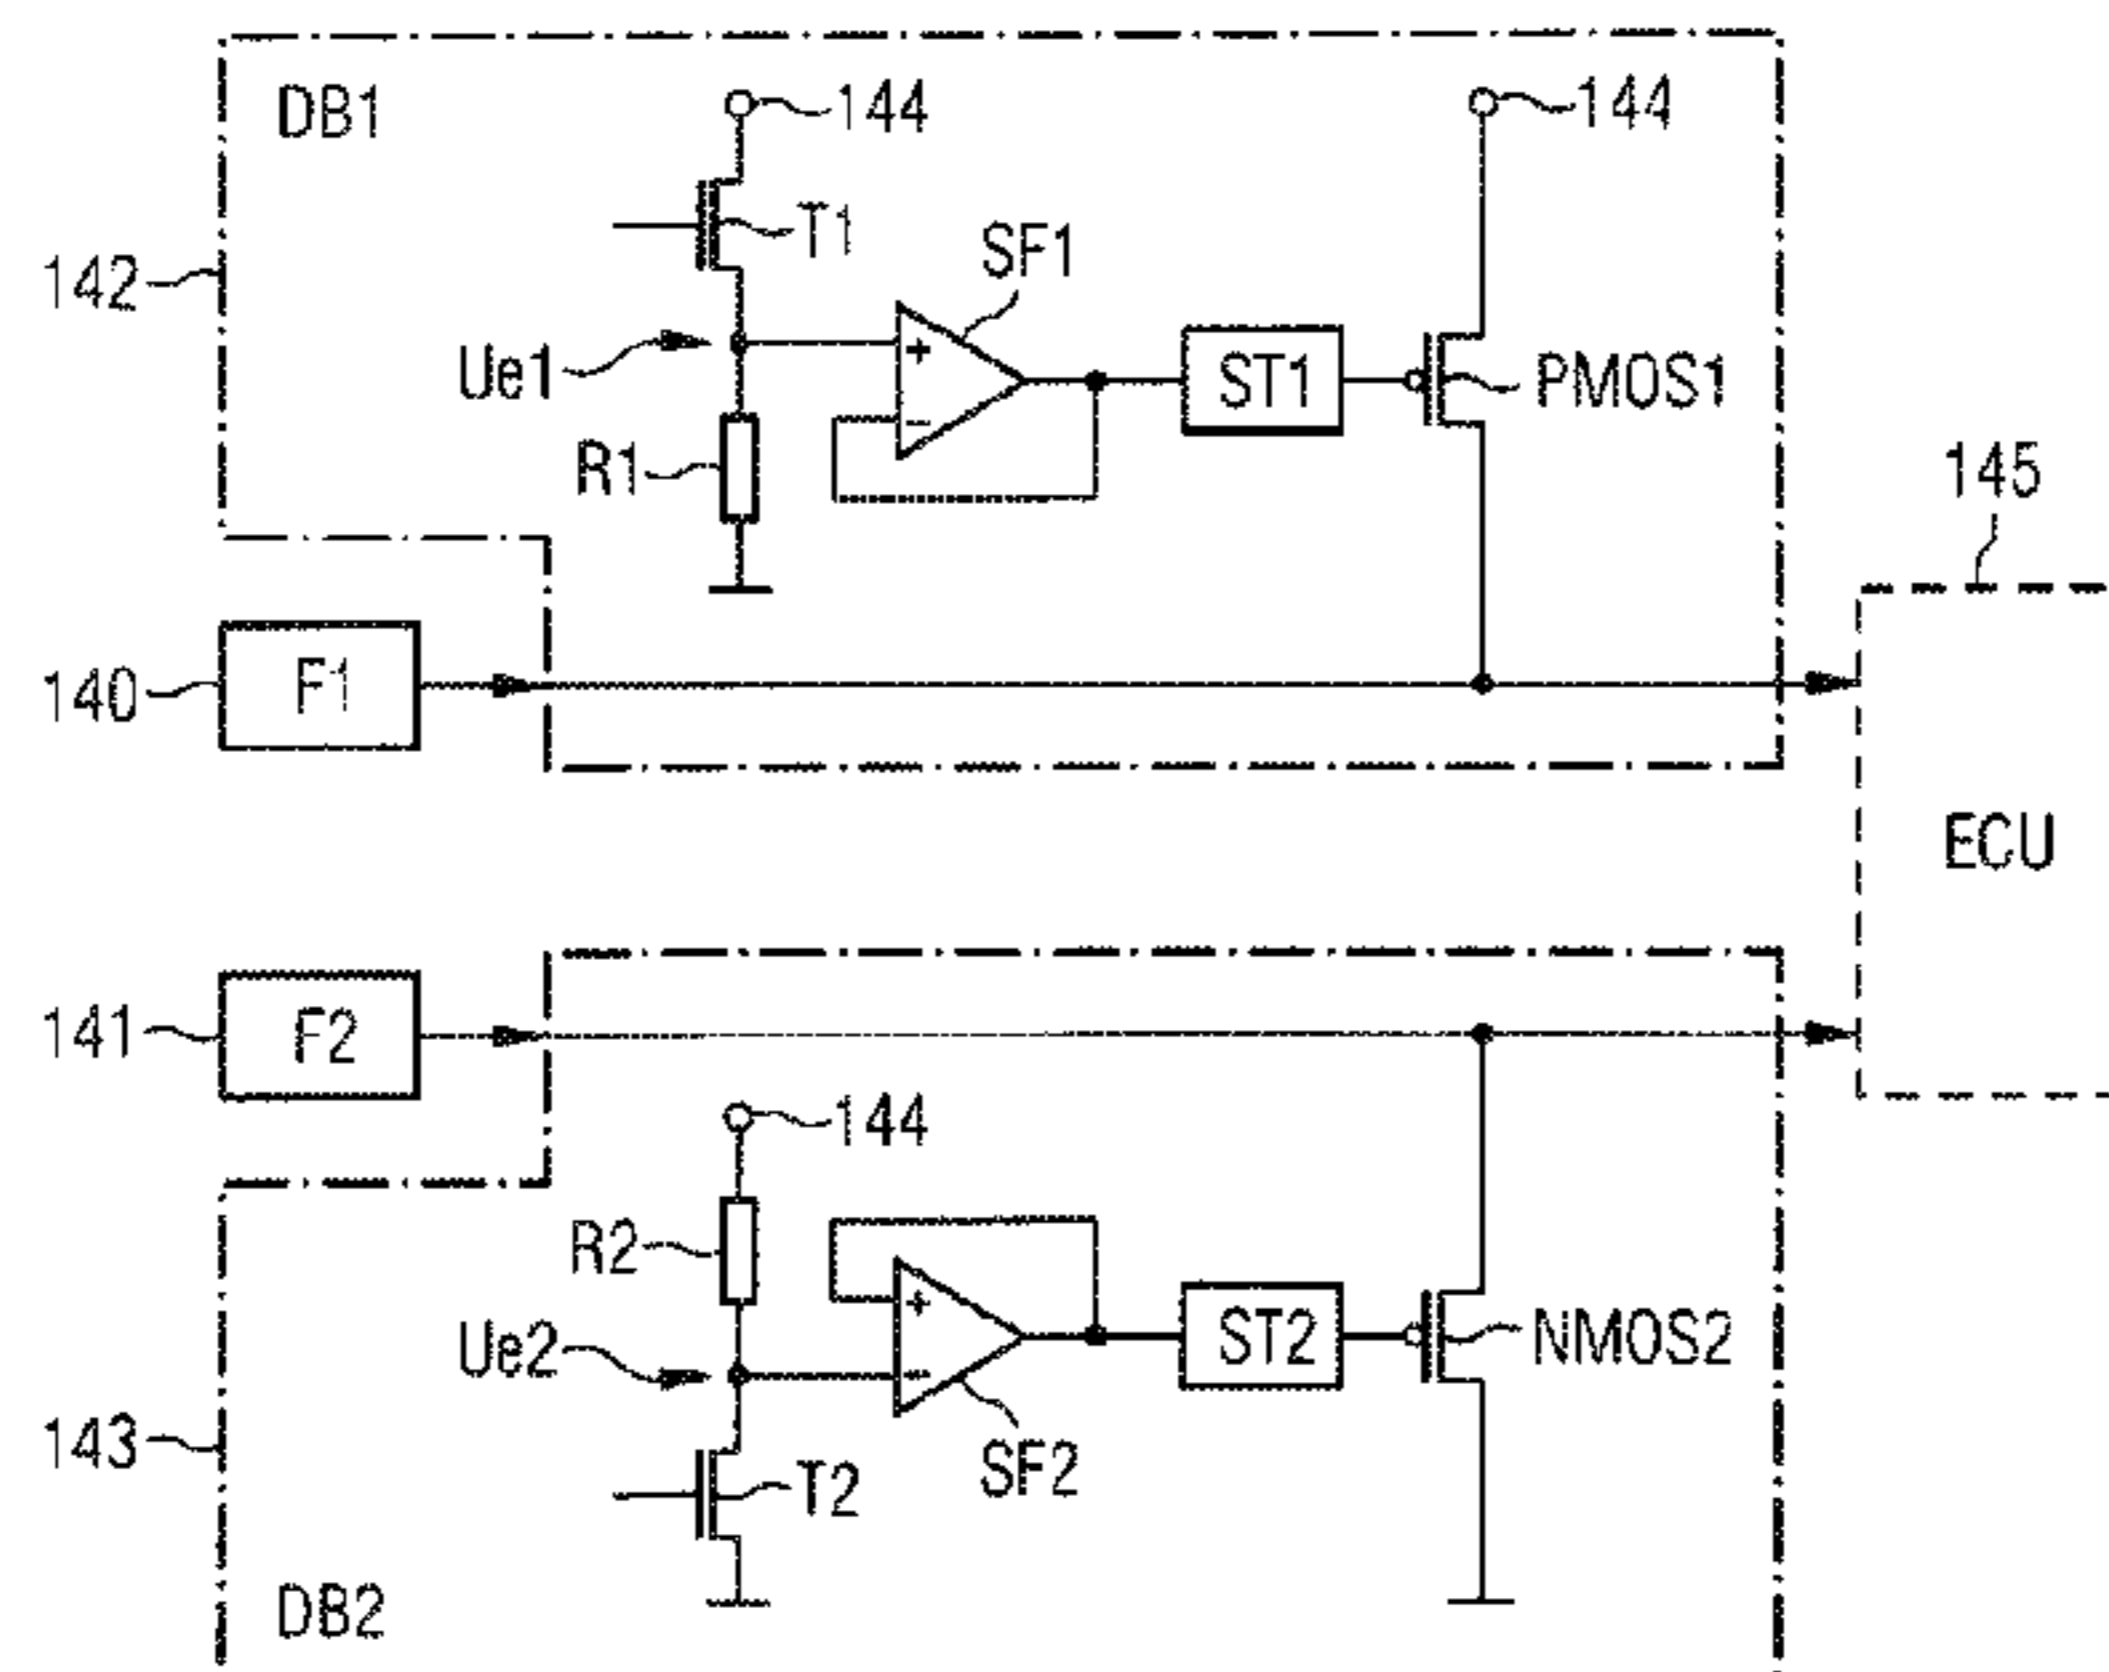 DB1
144
144
T1
SF1
142
Ue1
+
-
ST1
PMOS1
R1
145
140
F1
ECU
141
F2
144
R2
+
Ue2
-
ST2
NMOS2
143
T2
SF2
DB2